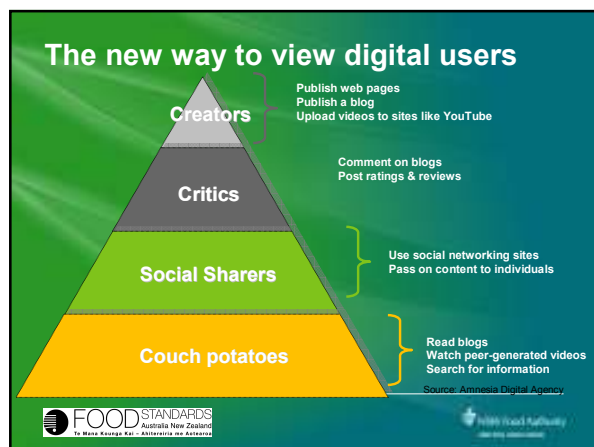 The new way to view digital users
Creators
Publish web pages
Publish a blog
Upload videos to sites like YouTube
Critics
Comment on blogs
Post ratings & reviews
Social Sharers
Use social networking sites
Pass on content to individuals
Couch potatoes
Read blogs
Watch peer-generated videos
Search for information
Source: Amnesia Digital Agency
FOOD STANDARDS
Australia New Zealand
Te Mana Kounga Kai – Ahitereiria me Aotearoa
NSW Food Authority